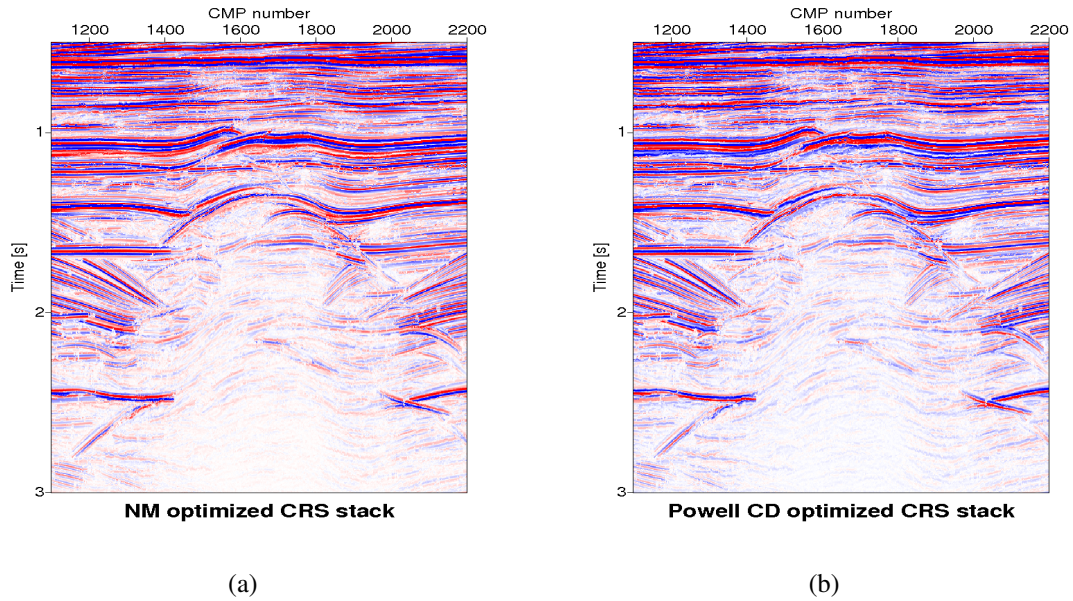 CMP number
1200 1400 1600 1800 2000 2200
1
2
3
Time [s]
NM optimized CRS stack
(a)
CMP number
1200 1400 1600 1800 2000 2200
1
2
3
Time [s]
Powell CD optimized CRS stack
(b)